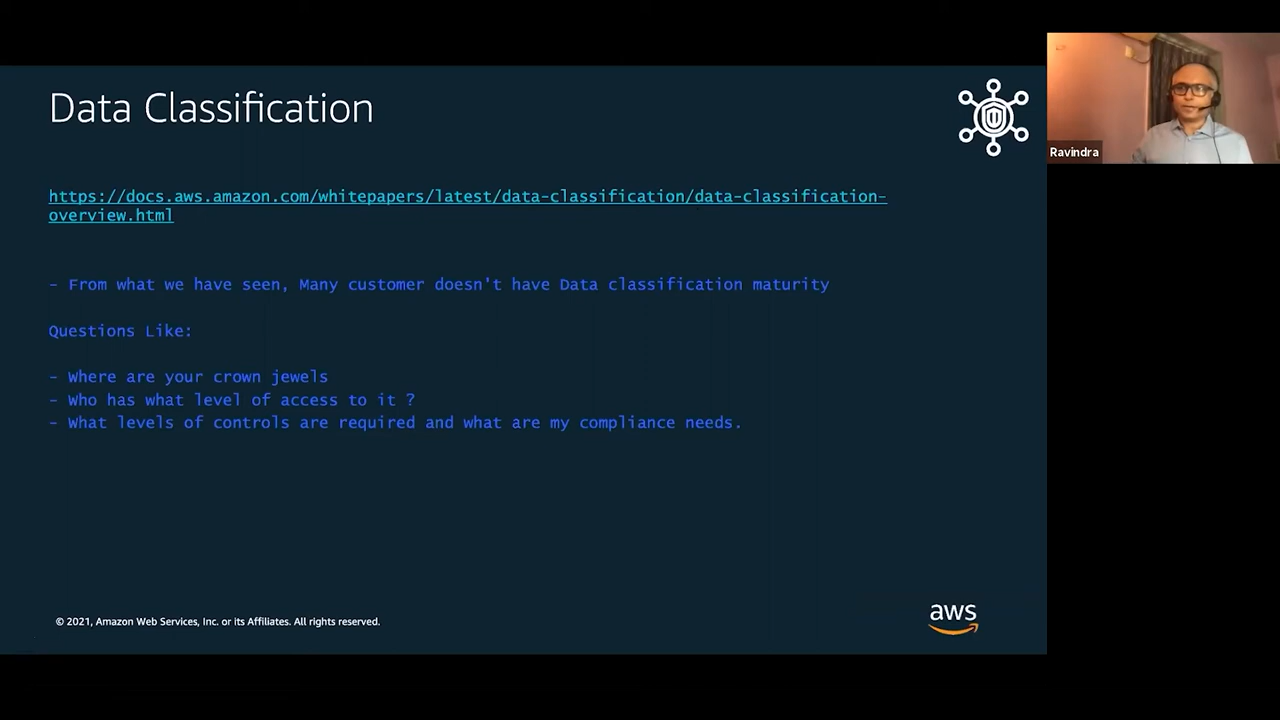 Data Classification
Ravindra
https://docs.aws.amazon.com/whitepapers/latest/data-classification/data-classification-
overview.html
- From what we have seen, Many customer doesn't have Data classification maturity
Questions Like:
- Where are your crown jewels
- Who has what level of access to it ?
- What levels of controls are required and what are my compliance needs.
© 2021, Amazon Web Services, Inc. or its Affiliates. All rights reserved.
aws